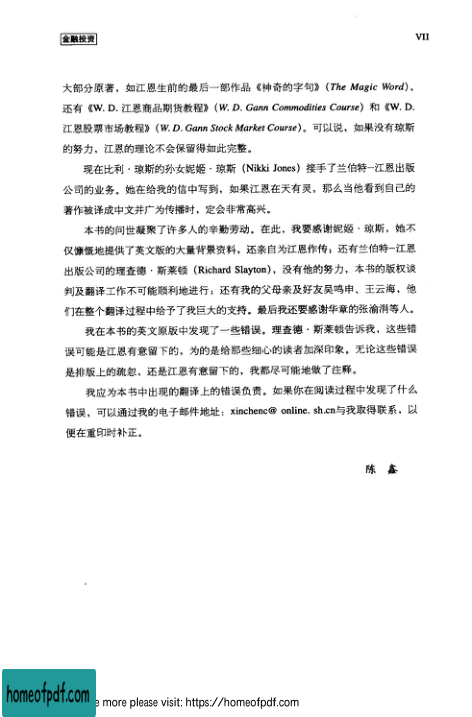 金融投资
VII
大部分原著，如江恩生前的最后一部作品《神奇的字句》（The Magic Word），
还有《W. D. 江恩商品期货教程》（W. D. Gann Commodities Course）和《W. D.
江恩股票市场教程》（W. D. Gann Stock Market Course）。可以说，如果没有琼斯
的努力，江恩的理论不会保留得如此完整。
现在比利·琼斯的孙女妮姬·琼斯（Nikki Jones）接手了兰伯特—江恩出版
公司的业务。她在给我的信中写到，如果江恩在天有灵，那么当他看到自己的
著作被译成中文并广为传播时，定会非常高兴。
本书的问世凝聚了许多人的辛勤劳动。在此，我要感谢妮姬·琼斯，她不
仅慷慨地提供了英文版的大量背景资料，还亲自为江恩作传；还有兰伯特—江恩
出版公司的理查德·斯莱顿（Richard Slayton），没有他的努力，本书的版权谈
判及翻译工作不可能顺利地进行；还有我的父母亲及好友吴鸣申、王云海，他
们在整个翻译过程中给予了我巨大的支持。最后我还要感谢华章的张渝涓等人。
我在本书的英文原版中发现了一些错误。理查德·斯莱顿告诉我，这些错
误可能是江恩有意留下的，为的是给那些细心的读者加深印象。无论这些错误
是排版上的疏忽，还是江恩有意留下的，我都尽可能地做了注释。
我应为本书中出现的翻译上的错误负责。如果你在阅读过程中发现了什么
错误，可以通过我的电子邮件地址：xinchenc@ online. sh.cn与我取得联系，以
便在重印时补正。
陈 鑫
homeofpdf.com
e more please visit: https://homeofpdf.com